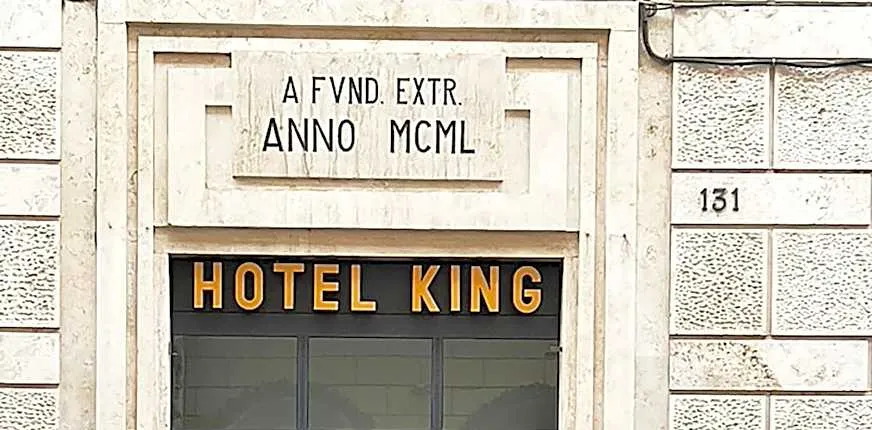 A FVND. EXTR.
ANNO MCML
131
HOTEL KING